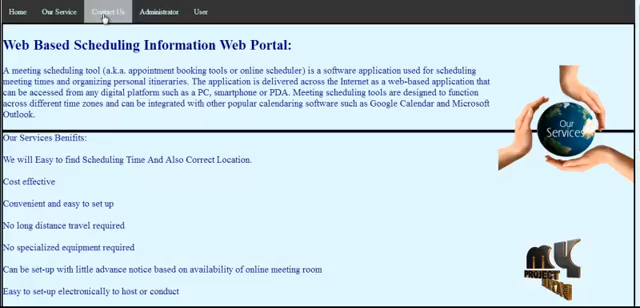 Home Our Service Contact Us Administrator User
Web Based Scheduling Information Web Portal:
A meeting scheduling tool (a.k.a. appointment booking tools or online scheduler) is a software application used for scheduling
meeting times and organizing personal itineraries. The application is delivered across the Internet as a web-based application that
can be accessed from any digital platform such as a PC, smartphone or PDA. Meeting scheduling tools are designed to function
across different time zones and can be integrated with other popular calendaring software such as Google Calendar and Microsoft
Outlook.
Our
Services
Our Services Benifits:
We will Easy to find Scheduling Time And Also Correct Location.
Cost effective
Convenient and easy to set up
No long distance travel required
No specialized equipment required
Can be set-up with little advance notice based on availability of online meeting room
Easy to set-up electronically to host or conduct
MY
PROJECT